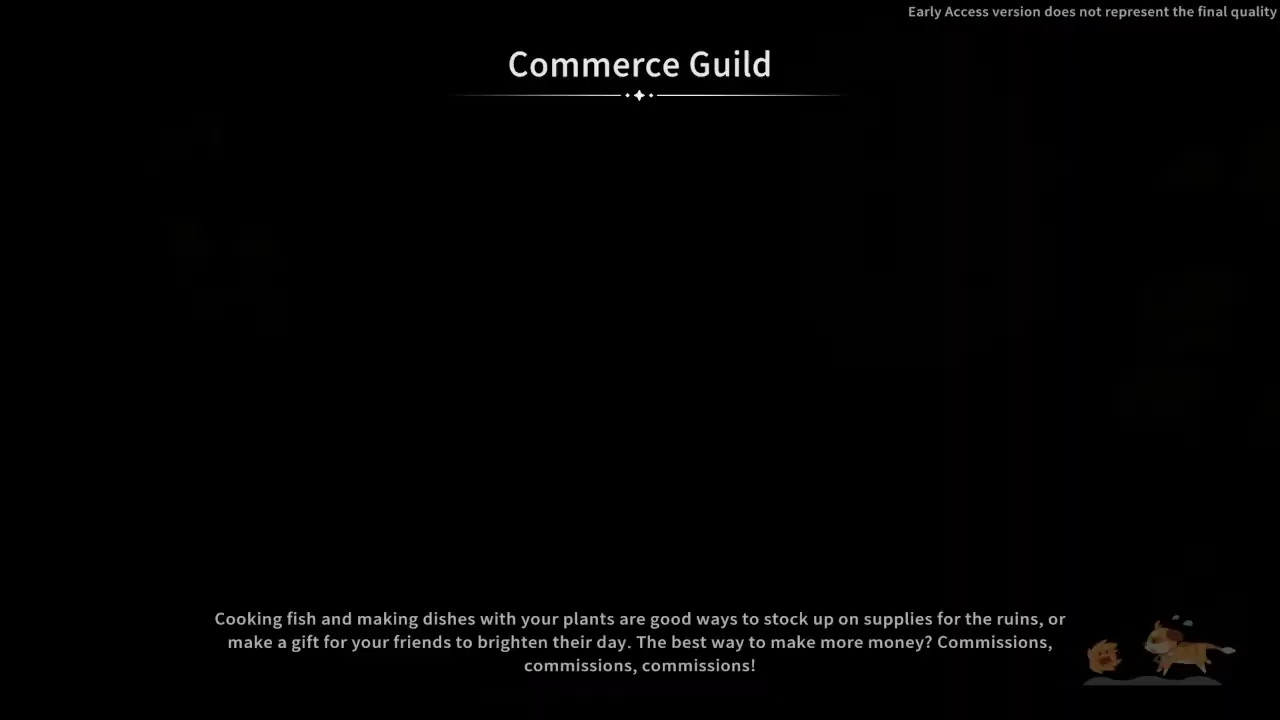 Early Access version does not represent the final quality
Commerce Guild
Cooking fish and making dishes with your plants are good ways to stock up on supplies for the ruins, or
make a gift for your friends to brighten their day. The best way to make more money? Commissions,
commissions, commissions!